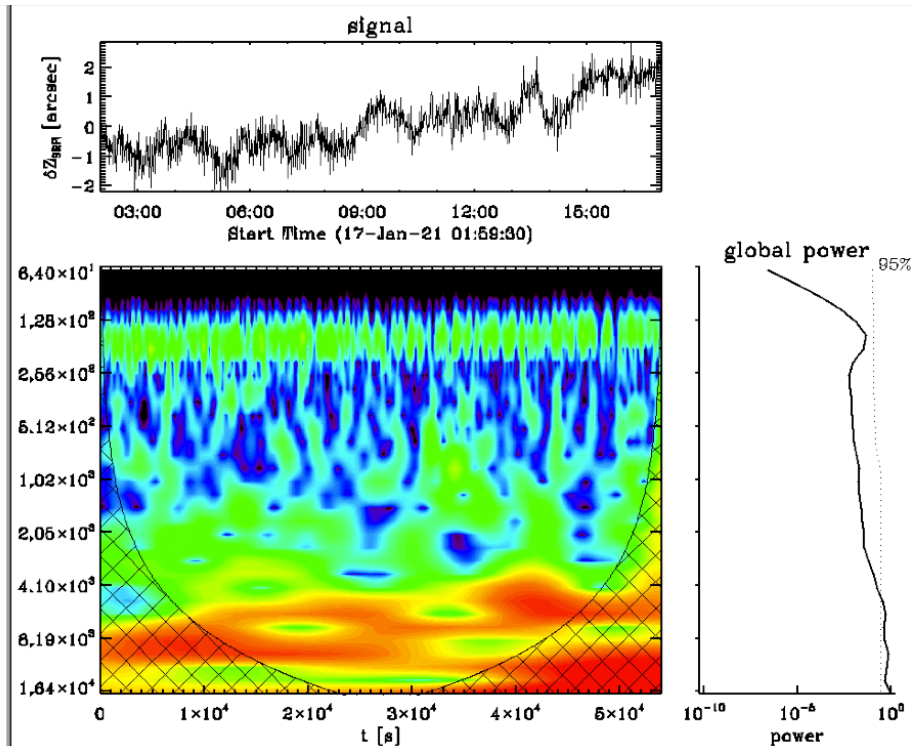 signal
δZ_SRR [arcsec]
2
1
0
-1
-2
03:00 06:00 09:00 12:00 15:00
Start Time (17-Jan-21 01:59:30)
global power
95%
6,40×10¹
1,28×10²
2,56×10²
5,12×10²
1,02×10³
2,05×10³
4,10×10³
8,19×10³
1,64×10⁴
0 1×10⁴ 2×10⁴ 3×10⁴ 4×10⁴ 5×10⁴
t [s]
10⁻¹⁰ 10⁻⁵ 10⁰
power